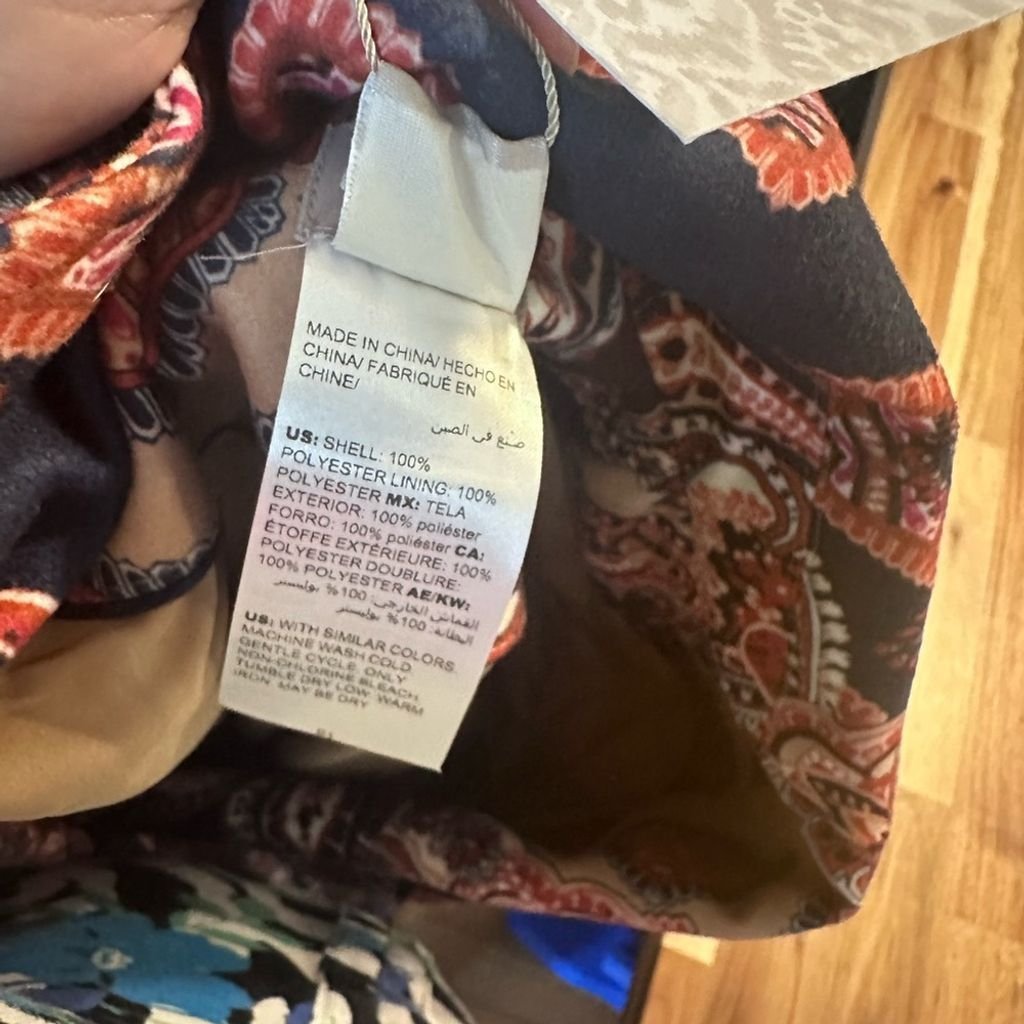 MADE IN CHINA/ HECHO EN
CHINA/ FABRIQUÉ EN
CHINE/
صنع في الصين
US: SHELL: 100%
POLYESTER LINING: 100%
POLYESTER MX: TELA
EXTERIOR: 100% poliéster
FORRO: 100% poliéster CA:
ÉTOFFE EXTÉRIEURE: 100%
POLYESTER DOUBLURE:
100% POLYESTER AE/KW:
القماش الخارجي: 100% بوليستر
البطانة: 100% بوليستر
US: WITH SIMILAR COLORS.
MACHINE WASH COLD
GENTLE CYCLE. ONLY
NON-CHLORINE BLEACH.
TUMBLE DRY LOW. WARM
IRON. MAY BE DRY